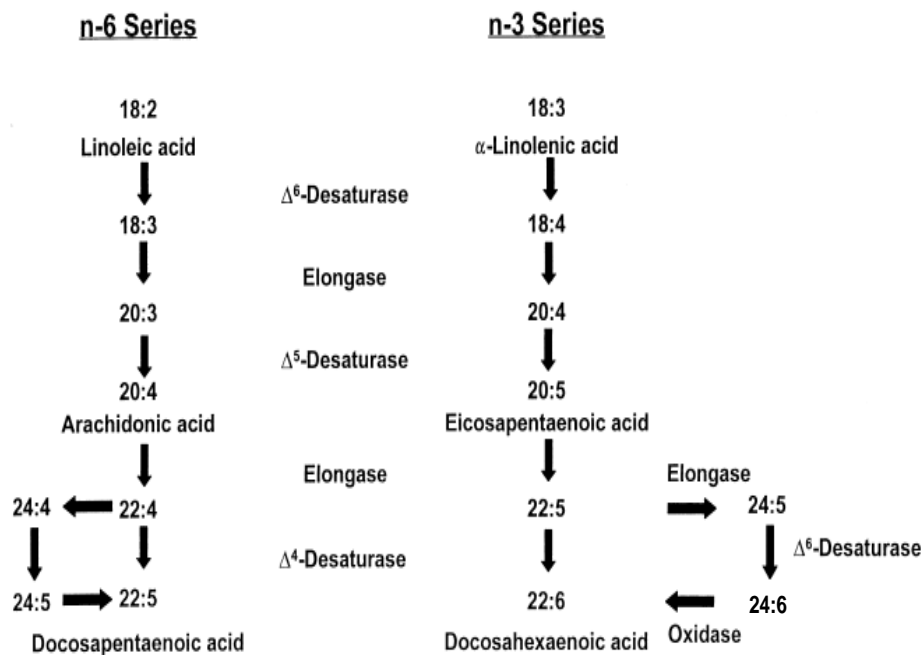 n-6 Series
n-3 Series
18:2
18:3
Linoleic acid
α-Linolenic acid
Δ⁶-Desaturase
18:3
18:4
Elongase
20:3
20:4
Δ⁵-Desaturase
20:4
20:5
Arachidonic acid
Eicosapentaenoic acid
Elongase
Elongase
24:4
22:4
22:5
24:5
Δ⁴-Desaturase
Δ⁶-Desaturase
24:5
22:5
22:6
24:6
Docosapentaenoic acid
Docosahexaenoic acid
Oxidase